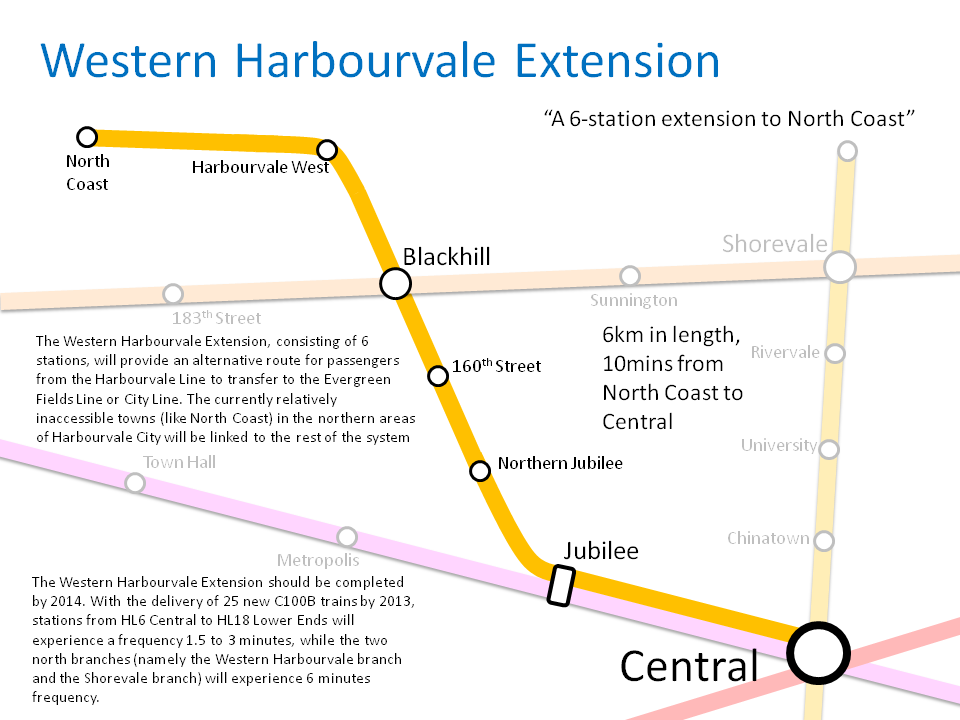 Western Harbourvale Extension
“A 6-station extension to North Coast”
North
Coast
Harbourvale West
Blackhill
Shorevale
183th Street
Sunnington
The Western Harbourvale Extension, consisting of 6
stations, will provide an alternative route for passengers
from the Harbourvale Line to transfer to the Evergreen
Fields Line or City Line. The currently relatively
inaccessible towns (like North Coast) in the northern areas
of Harbourvale City will be linked to the rest of the system
160th Street
6km in length,
10mins from
North Coast to
Central
Rivervale
University
Town Hall
Northern Jubilee
Chinatown
Metropolis
Jubilee
The Western Harbourvale Extension should be completed
by 2014. With the delivery of 25 new C100B trains by 2013,
stations from HL6 Central to HL18 Lower Ends will
experience a frequency 1.5 to 3 minutes, while the two
north branches (namely the Western Harbourvale branch
and the Shorevale branch) will experience 6 minutes
frequency.
Central